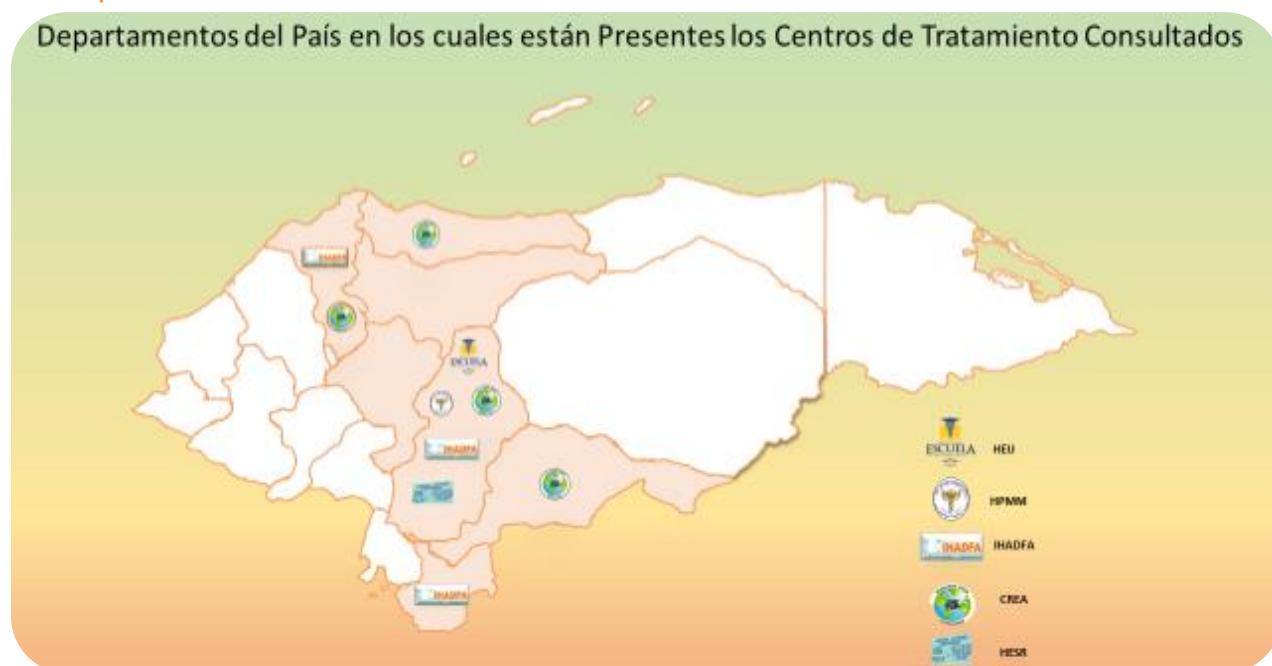 Departamentos del País en los cuales están Presentes los Centros de Tratamiento Consultados
IHADFA
ESCUELA
IHADFA
IHADFA
ESCUELA HEU
HPMM
IHADFA IHADFA
CREA
HESR